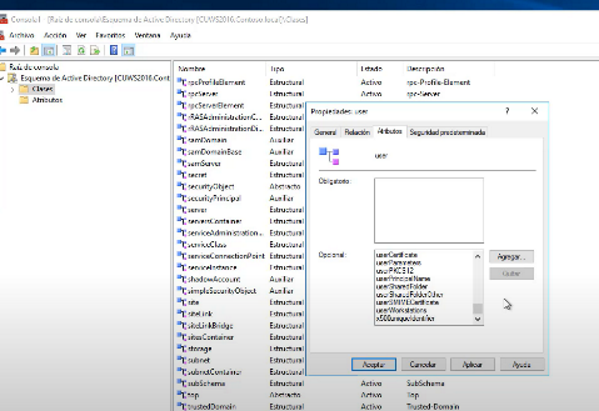 Consola1 - [Raíz de consola\Esquema de Active Directory [CUWS2016.Contoso.local]\Clases]
Archivo Acción Ver Favoritos Ventana Ayuda
Raíz de consola
Esquema de Active Directory [CUWS2016.Cont
Clases
Atributos
Nombre Tipo Estado Descripción
rpcProfileElement Estructural Activo rpc-Profile-Element
rpcServer Estructural Activo rpc-Server
rpcServerElement Estructural
rRASAdministrationC... Estructural
rRASAdministrationDi... Estructural
samDomain Auxiliar
samDomainBase Auxiliar
samServer Estructural
secret Estructural
securityObject Abstracto
securityPrincipal Auxiliar
server Estructural
serversContainer Estructural
serviceAdministration... Estructural
serviceClass Estructural
serviceConnectionPoint Estructural
serviceInstance Estructural
shadowAccount Auxiliar
simpleSecurityObject Auxiliar
site Estructural
siteLink Estructural
siteLinkBridge Estructural
sitesContainer Estructural
storage Estructural
subnet Estructural
subnetContainer Estructural
subSchema Estructural Activo SubSchema
top Abstracto Activo Top
trustedDomain Estructural Activo Trusted-Domain
Propiedades: user
General Relación Atributos Seguridad predeterminada
user
Obligatorio:
Opcional:
userCertificate
userParameters
userPKCS12
userPrincipalName
userSharedFolder
userSharedFolderOther
userSMIMECertificate
userWorkstations
x500uniqueIdentifier
Agregar...
Quitar
Aceptar Cancelar Aplicar Ayuda